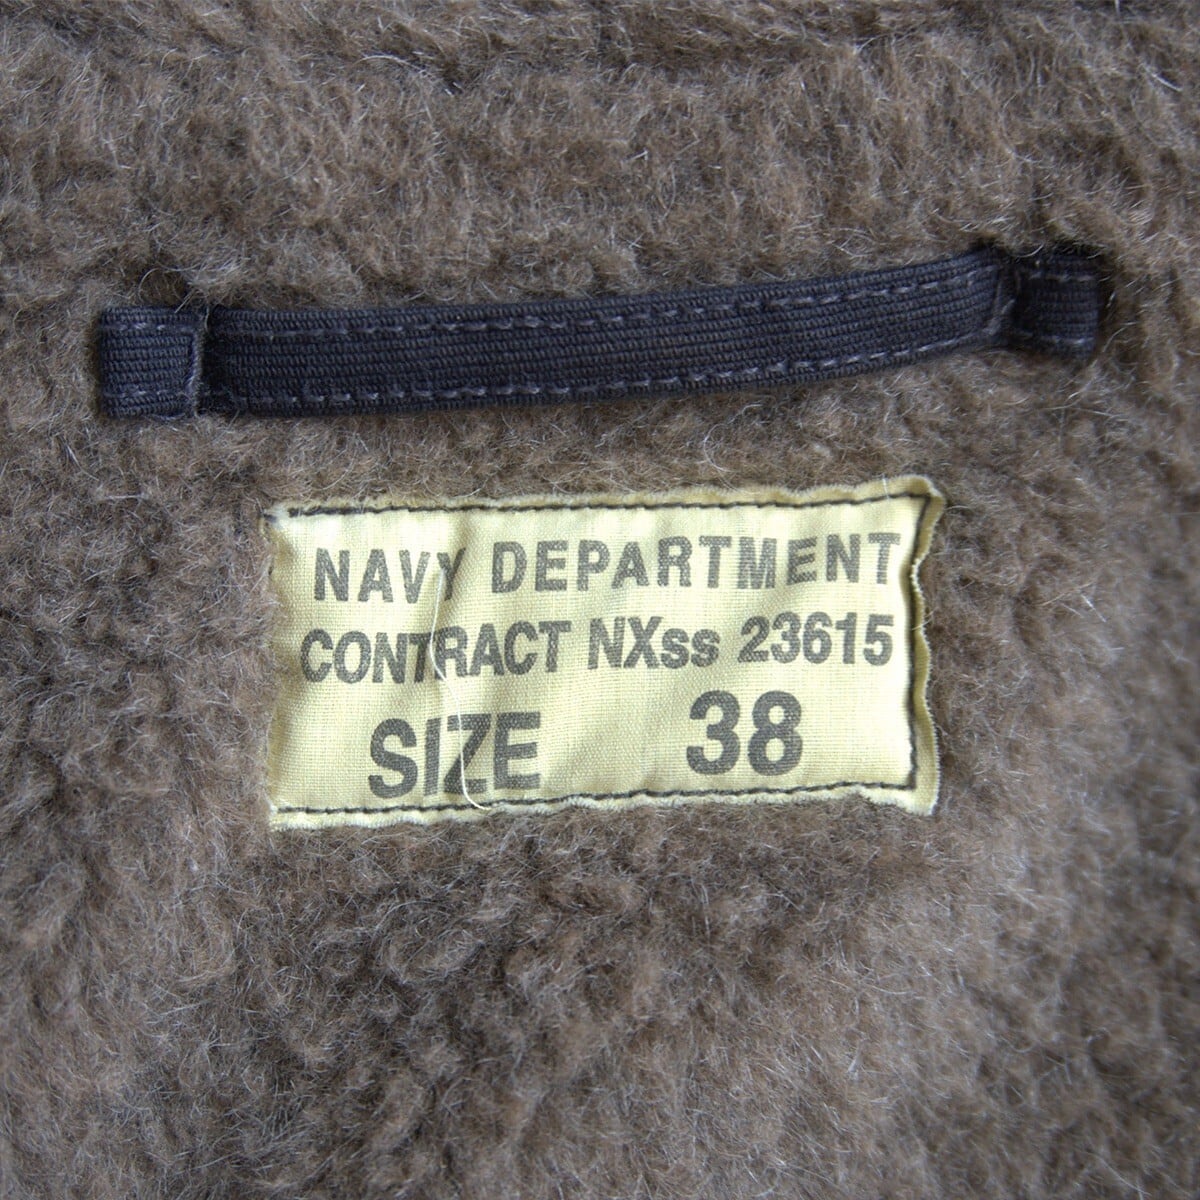 NAVY DEPARTMENT
CONTRACT NXss 23615
SIZE 38